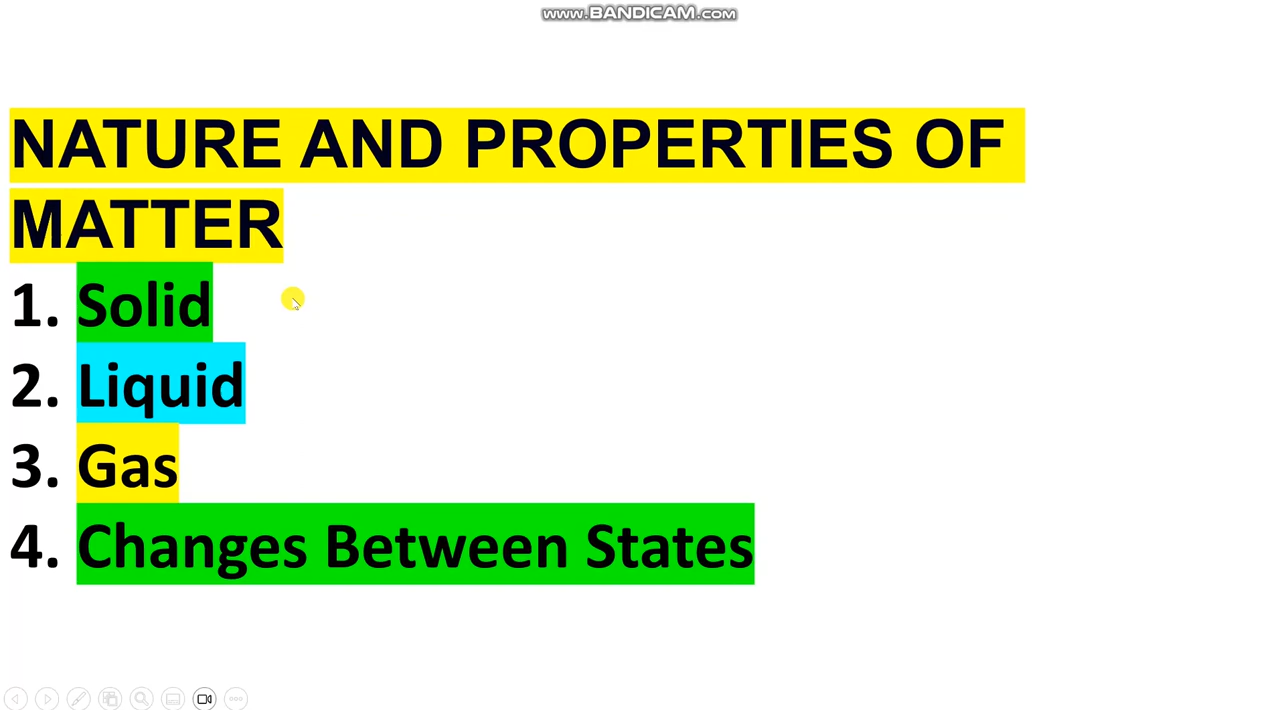 www.BANDICAM.com
NATURE AND PROPERTIES OF
MATTER
1. Solid
2. Liquid
3. Gas
4. Changes Between States